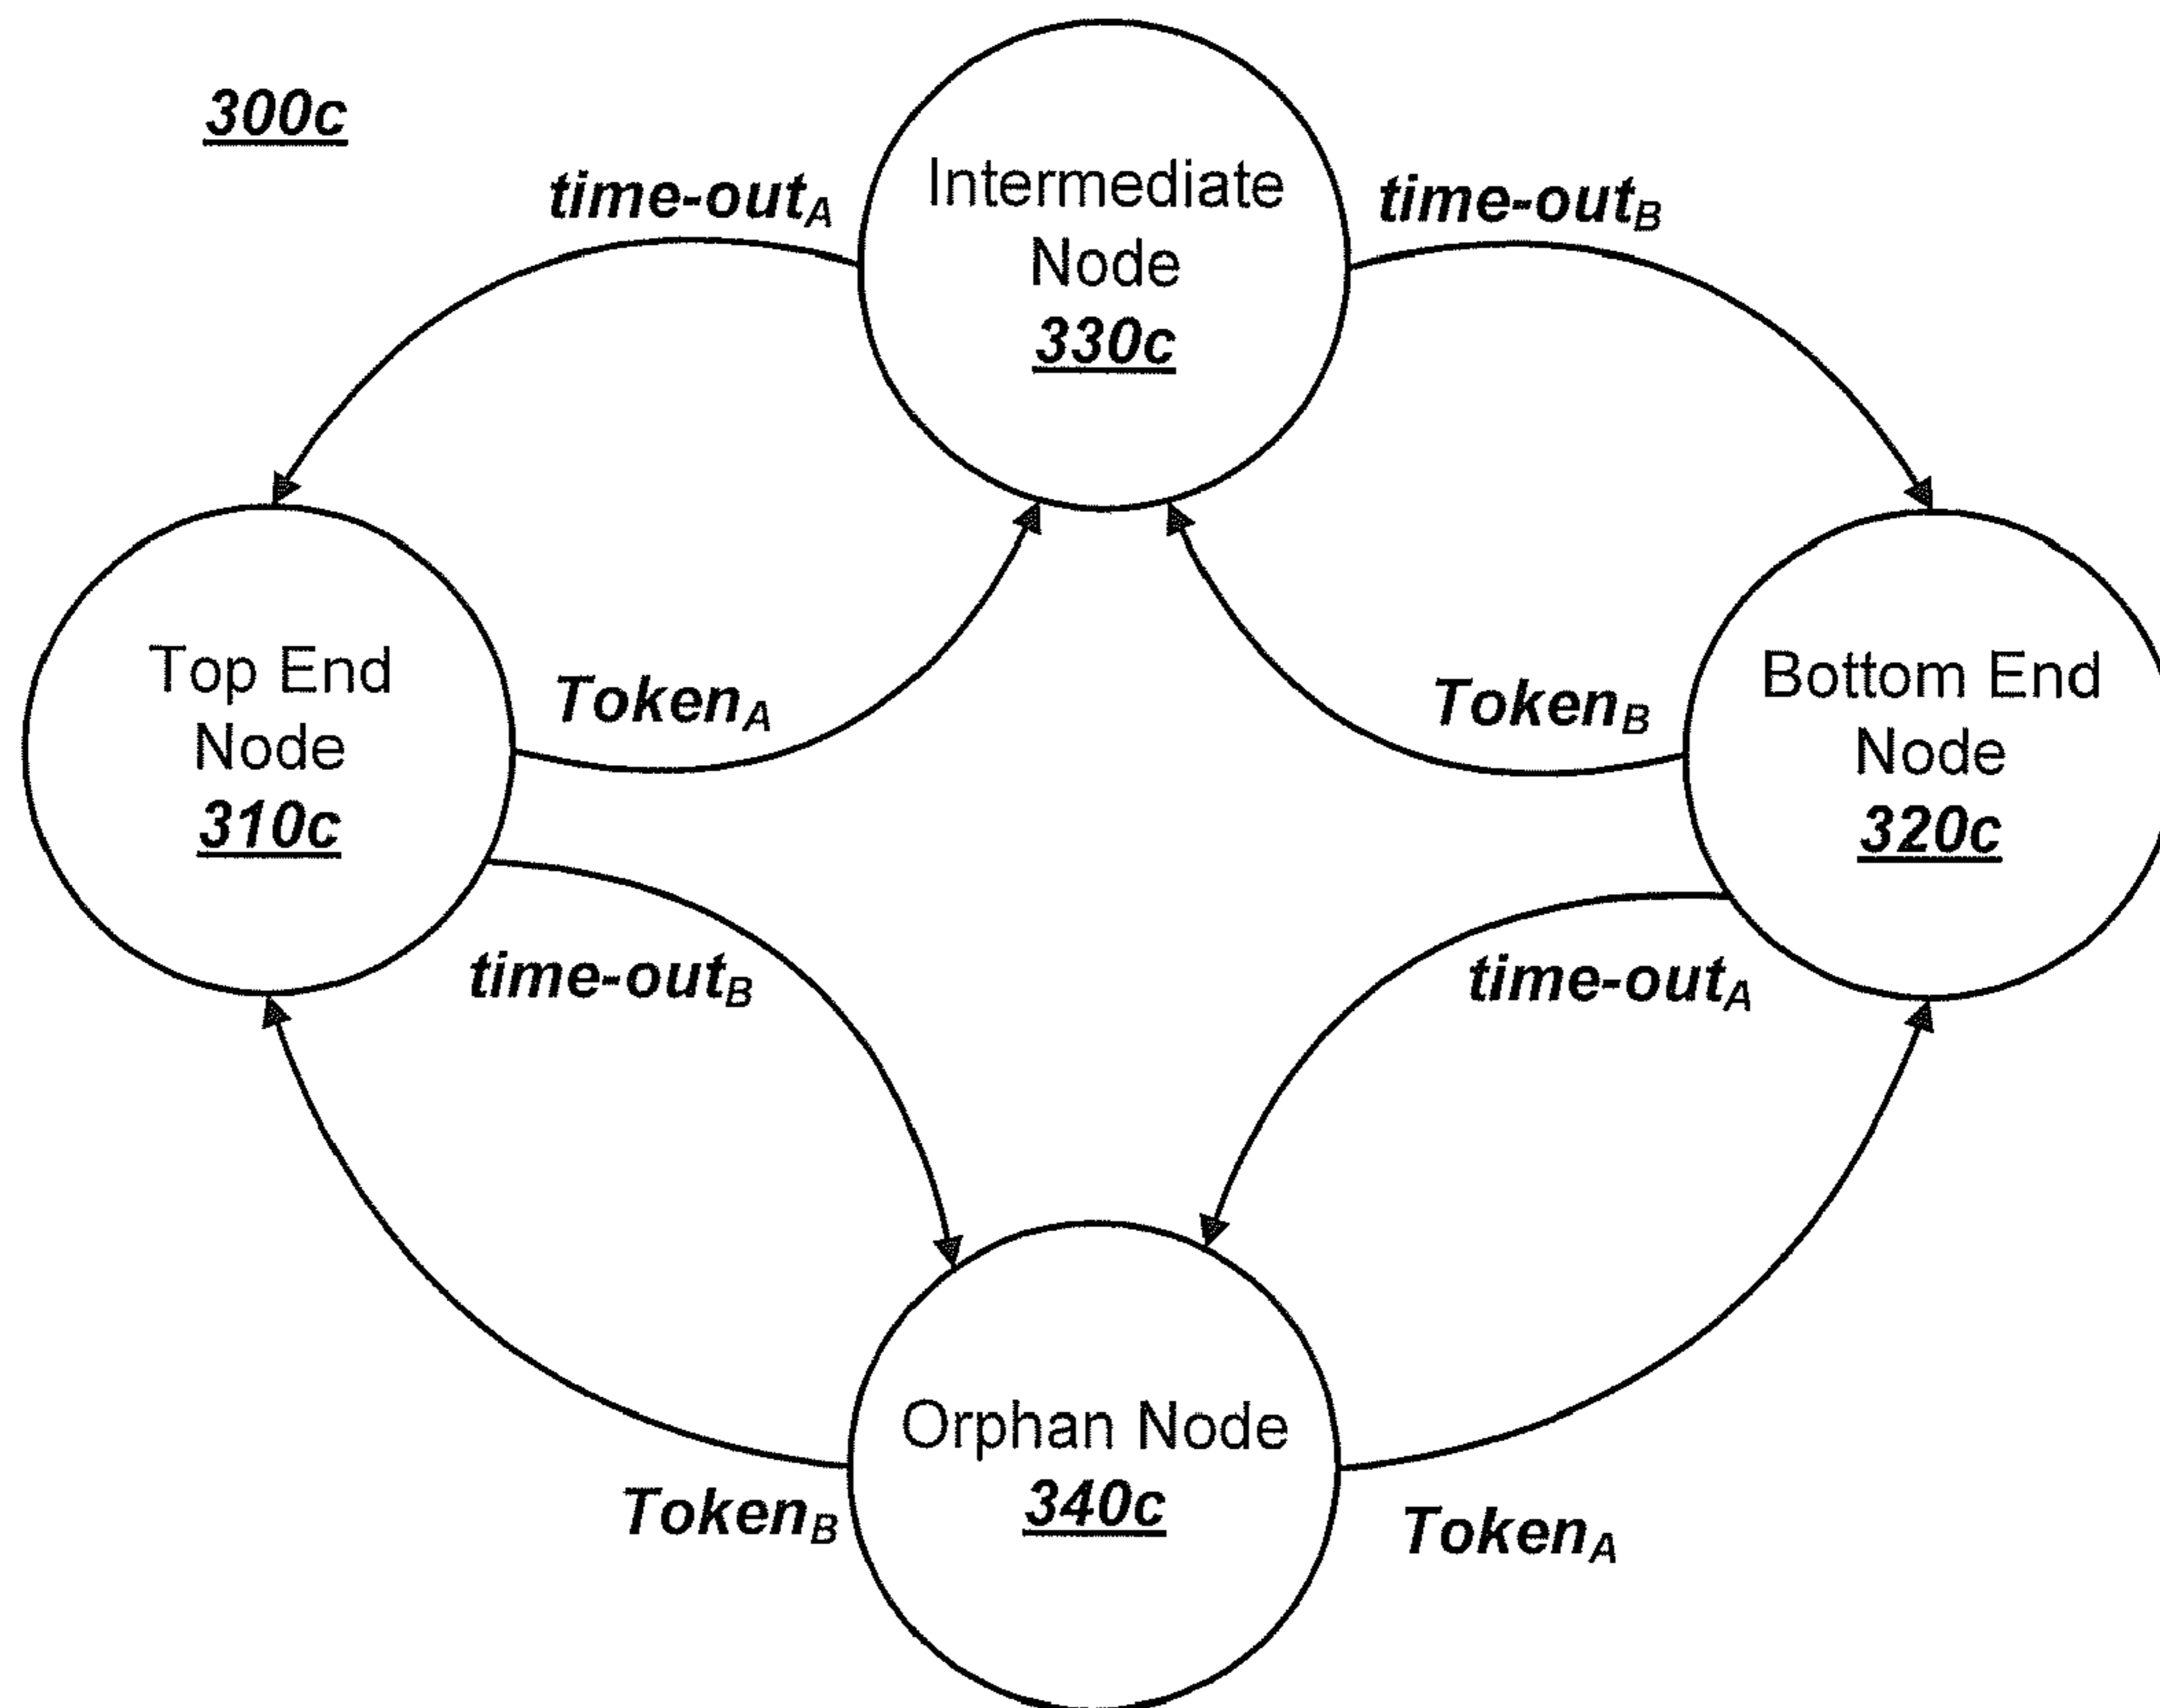 300c
time-outA
Intermediate
Node
330c
time-outB
Top End
Node
310c
TokenA
TokenB
Bottom End
Node
320c
time-outB
time-outA
Orphan Node
340c
TokenB
TokenA